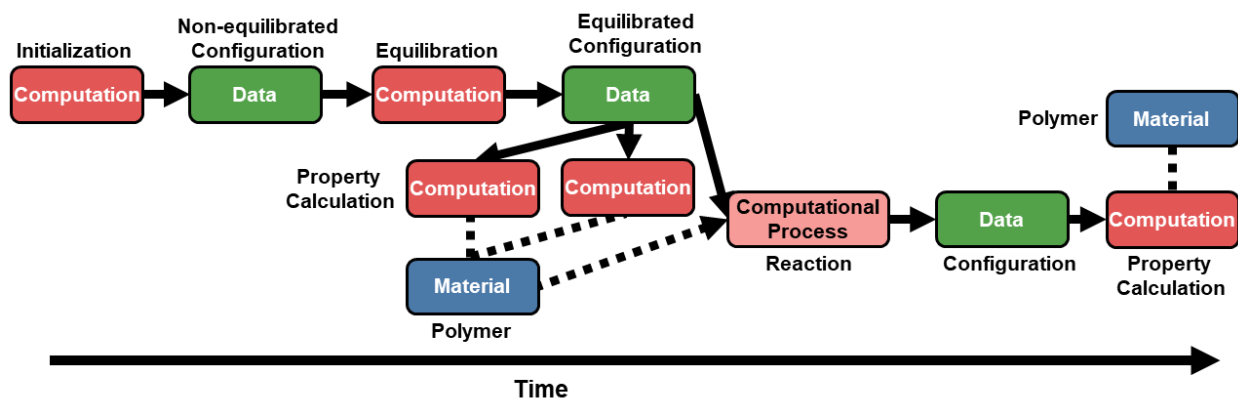 Initialization
Computation
Non-equilibrated
Configuration
Data
Equilibration
Computation
Equilibrated
Configuration
Data
Property
Calculation
Computation
Computation
Material
Polymer
Computational
Process
Reaction
Data
Configuration
Polymer
Material
Computation
Property
Calculation
Time